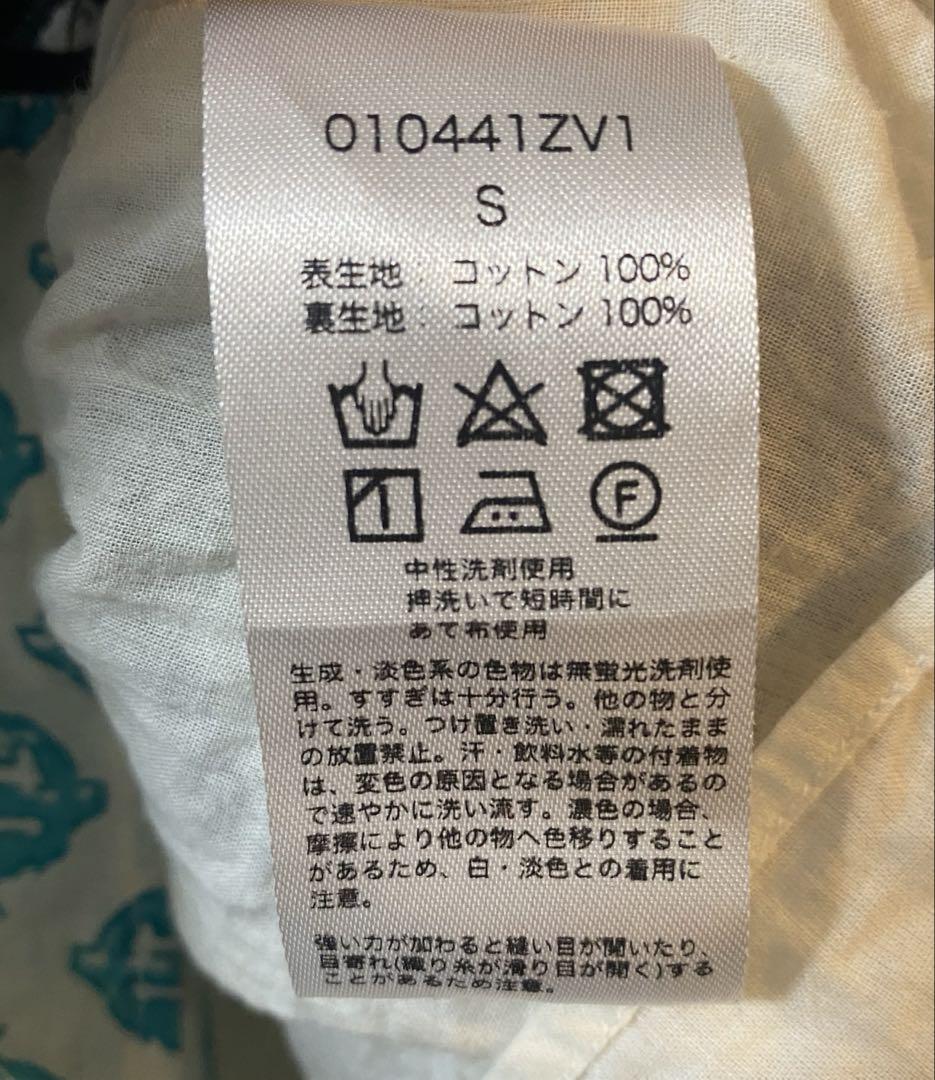 010441ZV1
S
表生地： コットン 100%
裏生地： コットン 100%
F
中性洗剤使用
押洗いで短時間に
あて布使用
生成・淡色系の色物は無蛍光洗剤使
用。すすぎは十分行う。他の物と分
けて洗う。つけ置き洗い・濡れたまま
の放置禁止。汗・飲料水等の付着物
は、変色の原因となる場合があるの
で速やかに洗い流す。濃色の場合、
摩擦により他の物へ色移りすること
があるため、白・淡色との着用に
注意。
強い力が加わると縫い目が開いたり、
目寄れ(織り糸が滑り目が開く)する
ことがあるため注意。